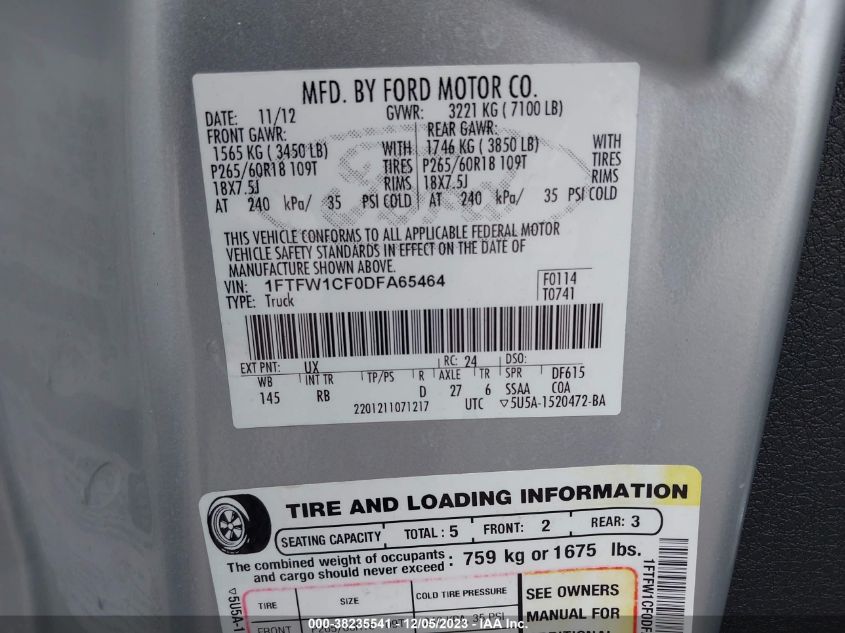 MFD. BY FORD MOTOR CO.
DATE: 11/12 GVWR: 3221 KG ( 7100 LB)
FRONT GAWR: REAR GAWR:
1565 KG ( 3450 LB) WITH 1746 KG ( 3850 LB) WITH
P265/60R18 109T TIRES P265/60R18 109T TIRES
18X7.5J RIMS 18X7.5J RIMS
AT 240 kPa/ 35 PSI COLD AT 240 kPa/ 35 PSI COLD
THIS VEHICLE CONFORMS TO ALL APPLICABLE FEDERAL MOTOR
VEHICLE SAFETY STANDARDS IN EFFECT ON THE DATE OF
MANUFACTURE SHOWN ABOVE.
VIN: 1FTFW1CF0DFA65464 F0114
TYPE: Truck T0741
EXT PNT: UX RC: 24 DSO:
WB INT TR TP/PS R AXLE TR SPR DF615
145 RB D 27 6 SSAA COA
2201211071217 UTC ▽5U5A-1520472-BA
TIRE AND LOADING INFORMATION
SEATING CAPACITY TOTAL: 5 FRONT: 2 REAR: 3
The combined weight of occupants and cargo should never exceed : 759 kg or 1675 lbs.
TIRE SIZE COLD TIRE PRESSURE SEE OWNERS
MANUAL FOR
FRONT 35 PSI
▽5U5A-1
1FTFW1CF0DF
000-38235541 - 12/05/2023 - IAA Inc.